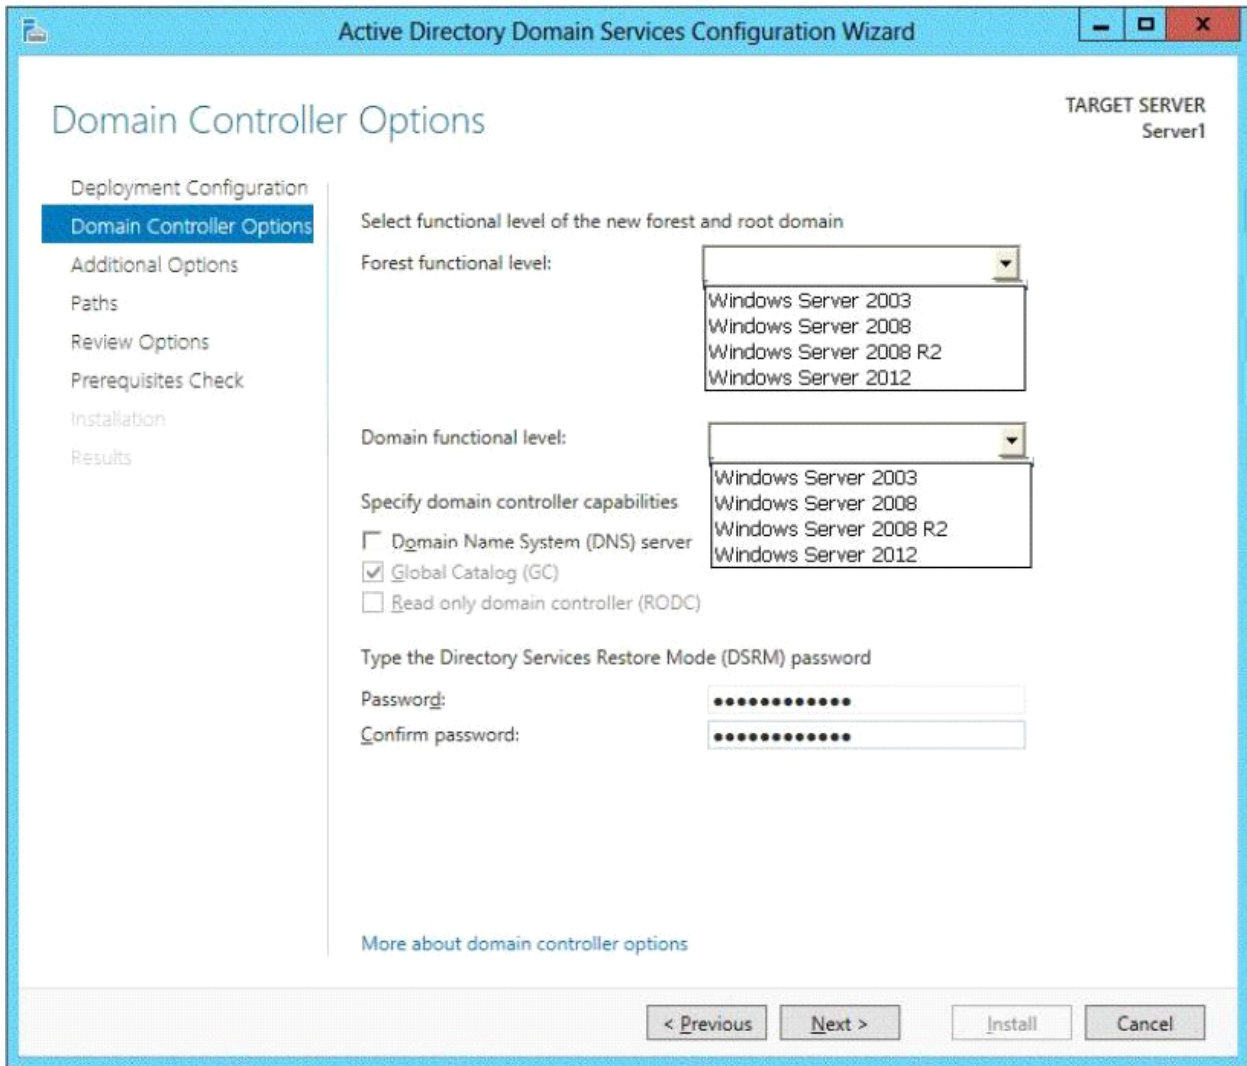 Active Directory Domain Services Configuration Wizard
Domain Controller Options
TARGET SERVER
Server1
Deployment Configuration
Domain Controller Options
Additional Options
Paths
Review Options
Prerequisites Check
Installation
Results
Select functional level of the new forest and root domain
Forest functional level:
Windows Server 2003
Windows Server 2008
Windows Server 2008 R2
Windows Server 2012
Domain functional level:
Windows Server 2003
Windows Server 2008
Windows Server 2008 R2
Windows Server 2012
Specify domain controller capabilities
Domain Name System (DNS) server
Global Catalog (GC)
Read only domain controller (RODC)
Type the Directory Services Restore Mode (DSRM) password
Password: ●●●●●●●●●●●●
Confirm password: ●●●●●●●●●●●●
More about domain controller options
< Previous
Next >
Install
Cancel